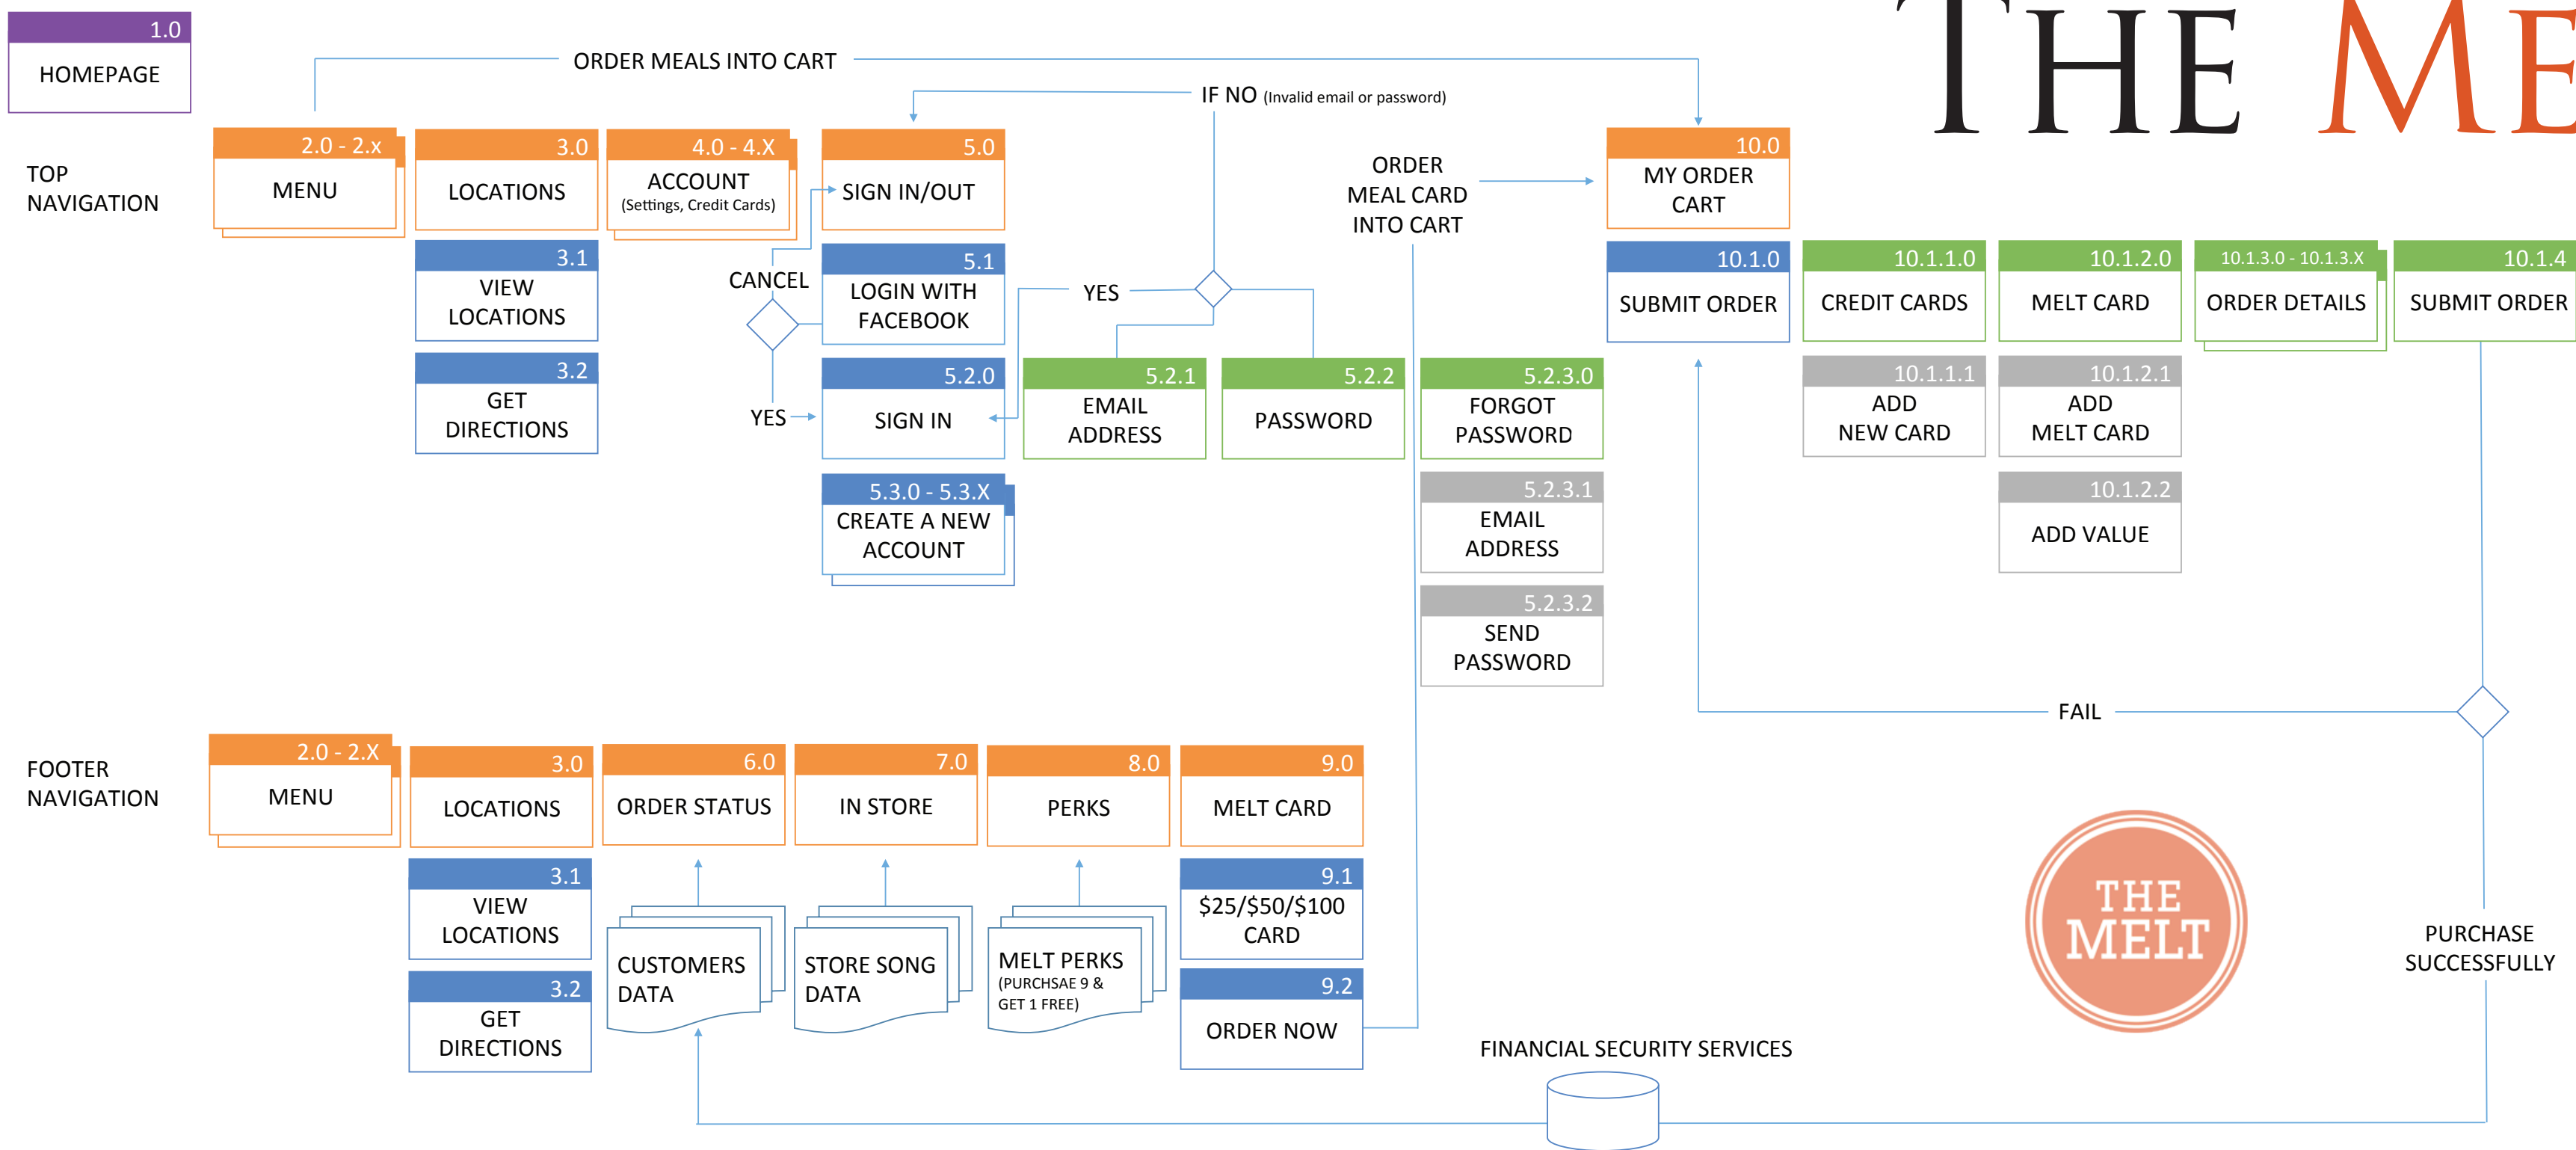 1.0
HOMEPAGE
THE ME
ORDER MEALS INTO CART
IF NO (Invalid email or password)
TOP
NAVIGATION
2.0 - 2.x
MENU
3.0
LOCATIONS
4.0 - 4.X
ACCOUNT
(Settings, Credit Cards)
5.0
SIGN IN/OUT
ORDER
MEAL CARD
INTO CART
10.0
MY ORDER
CART
3.1
VIEW
LOCATIONS
CANCEL
5.1
LOGIN WITH
FACEBOOK
YES
10.1.0
SUBMIT ORDER
10.1.1.0
CREDIT CARDS
10.1.2.0
MELT CARD
10.1.3.0 - 10.1.3.X
ORDER DETAILS
10.1.4
SUBMIT ORDER
3.2
GET
DIRECTIONS
YES
5.2.0
SIGN IN
5.2.1
EMAIL
ADDRESS
5.2.2
PASSWORD
5.2.3.0
FORGOT
PASSWORD
10.1.1.1
ADD
NEW CARD
10.1.2.1
ADD
MELT CARD
5.3.0 - 5.3.X
CREATE A NEW
ACCOUNT
5.2.3.1
EMAIL
ADDRESS
10.1.2.2
ADD VALUE
5.2.3.2
SEND
PASSWORD
FAIL
FOOTER
NAVIGATION
2.0 - 2.X
MENU
3.0
LOCATIONS
6.0
ORDER STATUS
7.0
IN STORE
8.0
PERKS
9.0
MELT CARD
3.1
VIEW
LOCATIONS
CUSTOMERS
DATA
STORE SONG
DATA
MELT PERKS
(PURCHSAE 9 &
GET 1 FREE)
9.1
$25/$50/$100
CARD
THE
MELT
PURCHASE
SUCCESSFULLY
3.2
GET
DIRECTIONS
9.2
ORDER NOW
FINANCIAL SECURITY SERVICES